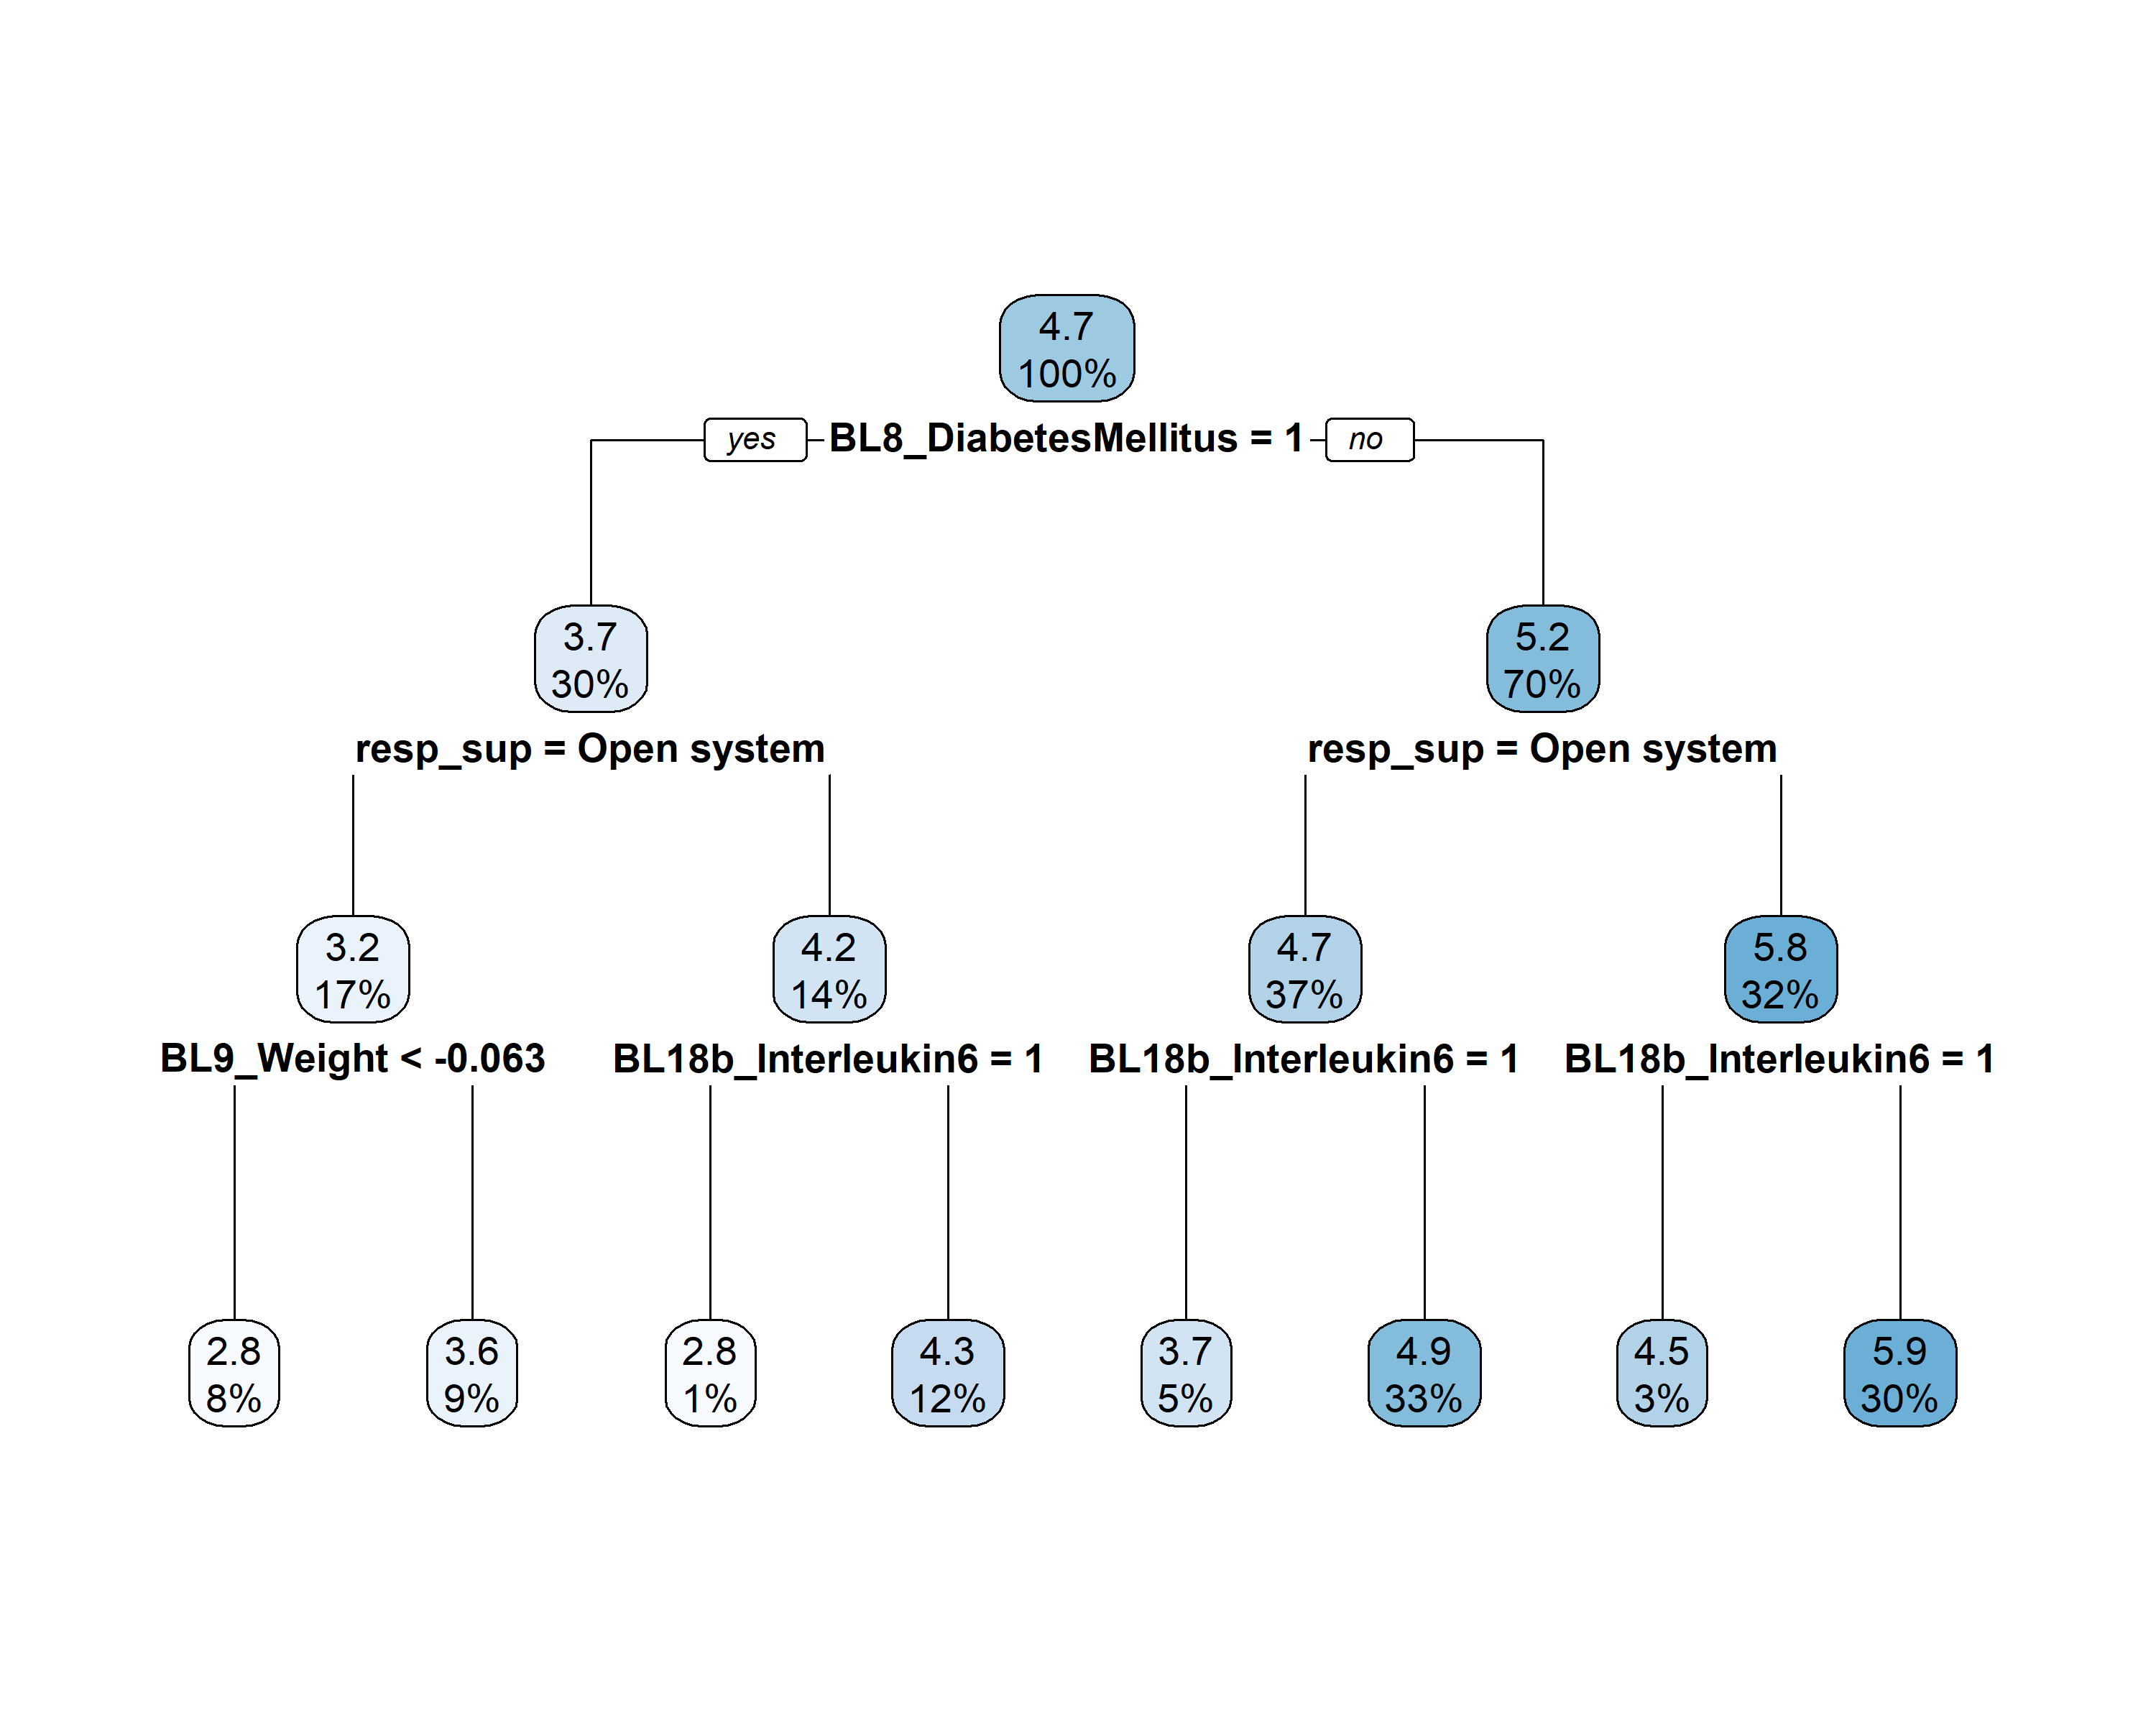 4.7
100%
yes BL8_DiabetesMellitus = 1 no
3.7 5.2
30% 70%
resp_sup = Open system resp_sup = Open system
3.2 4.2 4.7 5.8
17% 14% 37% 32%
BL9_Weight < -0.063 BL18b_Interleukin6 = 1 BL18b_Interleukin6 = 1 BL18b_Interleukin6 = 1
2.8 3.6 2.8 4.3 3.7 4.9 4.5 5.9
8% 9% 1% 12% 5% 33% 3% 30%